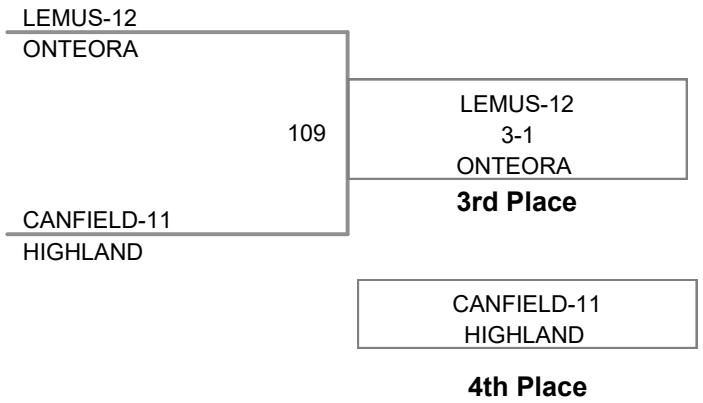 LEMUS-12
ONTEORA
109
LEMUS-12
3-1
ONTEORA
3rd Place
CANFIELD-11
HIGHLAND
CANFIELD-11
HIGHLAND
4th Place